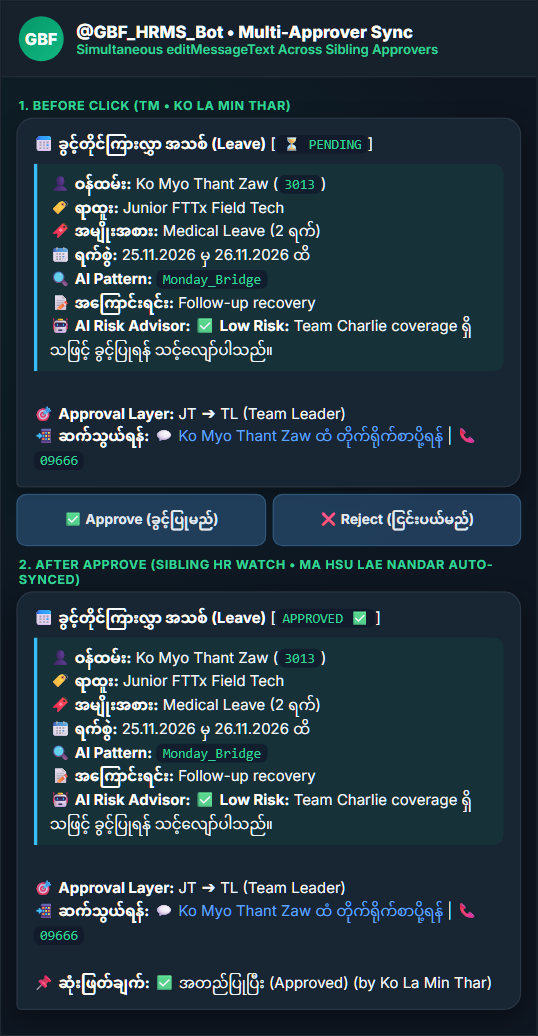 GBF
@GBF_HRMS_Bot • Multi-Approver Sync
Simultaneous editMessageText Across Sibling Approvers
1. BEFORE CLICK (TM • KO LA MIN THAR)
📅 ခွင့်တိုင်ကြားလွှာ အသစ် (Leave) [ ⏳ PENDING ]
👤 ဝန်ထမ်း: Ko Myo Thant Zaw ( 3013 )
🏷️ ရာထူး: Junior FTTx Field Tech
🎫 အမျိုးအစား: Medical Leave (2 ရက်)
🗓️ ရက်စွဲ: 25.11.2026 မှ 26.11.2026 ထိ
🔍 AI Pattern: Monday_Bridge
📝 အကြောင်းရင်း: Follow-up recovery
🤖 AI Risk Advisor: ✅ Low Risk: Team Charlie coverage ရှိ
သဖြင့် ခွင့်ပြုရန် သင့်လျော်ပါသည်။
🎯 Approval Layer: JT ➔ TL (Team Leader)
📲 ဆက်သွယ်ရန်: 💬 Ko Myo Thant Zaw ထံ တိုက်ရိုက်စာပို့ရန် | 📞
09666
✅ Approve (ခွင့်ပြုမည်)
❌ Reject (ငြင်းပယ်မည်)
2. AFTER APPROVE (SIBLING HR WATCH • MA HSU LAE NANDAR AUTO-
SYNCED)
📅 ခွင့်တိုင်ကြားလွှာ အသစ် (Leave) [ APPROVED ✅ ]
👤 ဝန်ထမ်း: Ko Myo Thant Zaw ( 3013 )
🏷️ ရာထူး: Junior FTTx Field Tech
🎫 အမျိုးအစား: Medical Leave (2 ရက်)
🗓️ ရက်စွဲ: 25.11.2026 မှ 26.11.2026 ထိ
🔍 AI Pattern: Monday_Bridge
📝 အကြောင်းရင်း: Follow-up recovery
🤖 AI Risk Advisor: ✅ Low Risk: Team Charlie coverage ရှိ
သဖြင့် ခွင့်ပြုရန် သင့်လျော်ပါသည်။
🎯 Approval Layer: JT ➔ TL (Team Leader)
📲 ဆက်သွယ်ရန်: 💬 Ko Myo Thant Zaw ထံ တိုက်ရိုက်စာပို့ရန် | 📞
09666
📌 ဆုံးဖြတ်ချက်: ✅ အတည်ပြုပြီး (Approved) (by Ko La Min Thar)